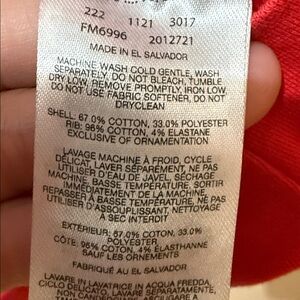 222 1121 3017
FM6996 2012721
MADE IN EL SALVADOR
MACHINE WASH COLD GENTLE, WASH
SEPARATELY, DO NOT BLEACH, TUMBLE
DRY LOW, REMOVE PROMPTLY, IRON LOW,
DO NOT USE FABRIC SOFTENER, DO NOT
DRYCLEAN
SHELL: 67.0% COTTON, 33.0% POLYESTER
RIB: 96% COTTON, 4% ELASTANE
EXCLUSIVE OF ORNAMENTATION
LAVAGE MACHINE À FROID, CYCLE
DÉLICAT, LAVER SÉPARÉMENT, NE PAS
UTILISER D'EAU DE JAVEL, SÉCHAGE
MACHINE. BASSE TEMPÉRATURE, SORTIR
IMMÉDIATEMENT DE LA MACHINE,
REPASSAGE BASSE TEMPÉRATURE, NE PAS
UTILISER D'ASSOUPLISSANT, NETTOYAGE
A SEC INTERDIT
EXTÉRIEUR: 67.0% COTON, 33.0%
POLYESTER
CÔTE: 96% COTON, 4% ÉLASTHANNE
SAUF LES ORNEMENTS
FABRIQUÉ AU EL SALVADOR
LAVARE IN LAVATRICE IN ACQUA FREDDA,
CICLO DELICATO, LAVARE SEPARATAMENTE,
NON CANDEGGIARE, ASCIUGARE A